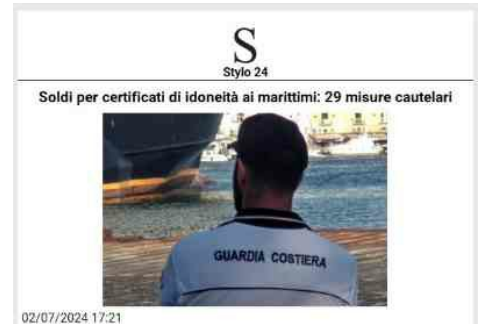 S
Stylo 24
Soldi per certificati di idoneità ai marittimi: 29 misure cautelari
GUARDIA COSTIERA
02/07/2024 17:21